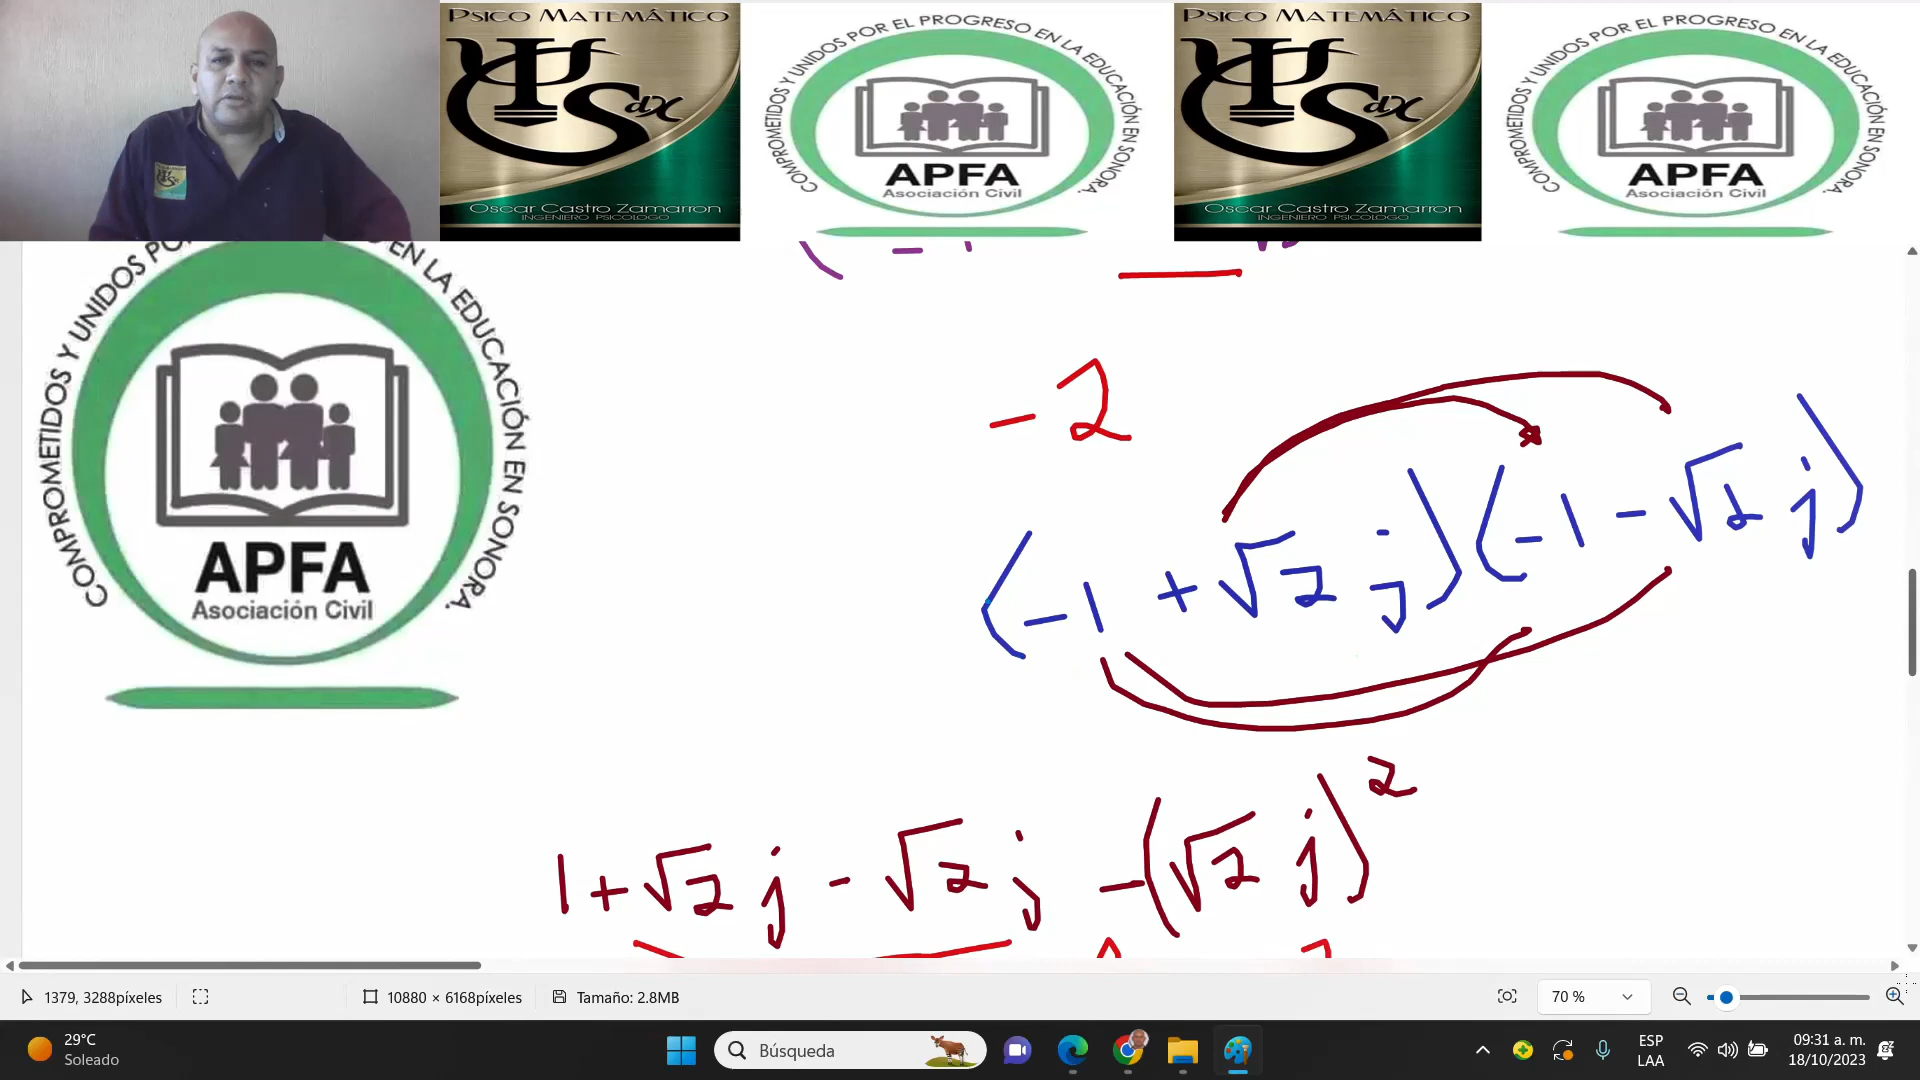 PSICO MATEMÁTICO
dx
Oscar Castro Zamarron
INGENIERO PSICOLOGO
COMPROMETIDOS Y UNIDOS POR EL PROGRESO EN LA EDUCACIÓN EN SONORA.
APFA
Asociación Civil
PSICO MATEMÁTICO
dx
Oscar Castro Zamarron
INGENIERO PSICOLOGO
COMPROMETIDOS Y UNIDOS POR EL PROGRESO EN LA EDUCACIÓN EN SONORA.
APFA
Asociación Civil
COMPROMETIDOS Y UNIDOS PO EN LA EDUCACIÓN EN SONORA.
APFA
Asociación Civil
-2
(-1 + √2 j)(-1 - √2 j)
1 + √2 j - √2 j - (√2 j)²
1379, 3288píxeles
10880 × 6168píxeles
Tamaño: 2.8MB
70 %
29°C
Soleado
Búsqueda
ESP
LAA
09:31 a. m.
18/10/2023